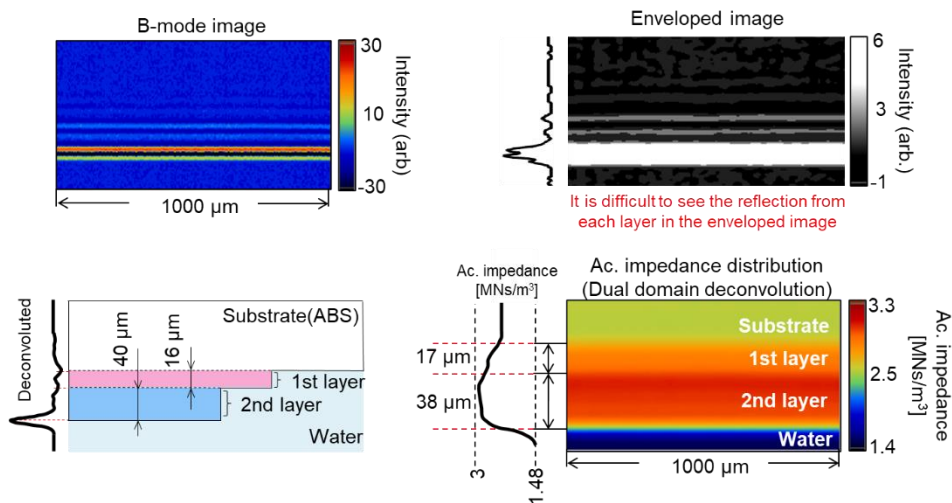 B-mode image
30
10
-30
Intensity (arb)
1000 µm
Enveloped image
6
3
-1
Intensity (arb.)
It is difficult to see the reflection from
each layer in the enveloped image
Deconvoluted
40 µm
16 µm
Substrate(ABS)
1st layer
2nd layer
Water
Ac. impedance
[MNs/m³]
17 µm
38 µm
3
1.48
Ac. impedance distribution
(Dual domain deconvolution)
Substrate
1st layer
2nd layer
Water
1000 µm
3.3
2.5
1.4
Ac. impedance
[MNs/m³]